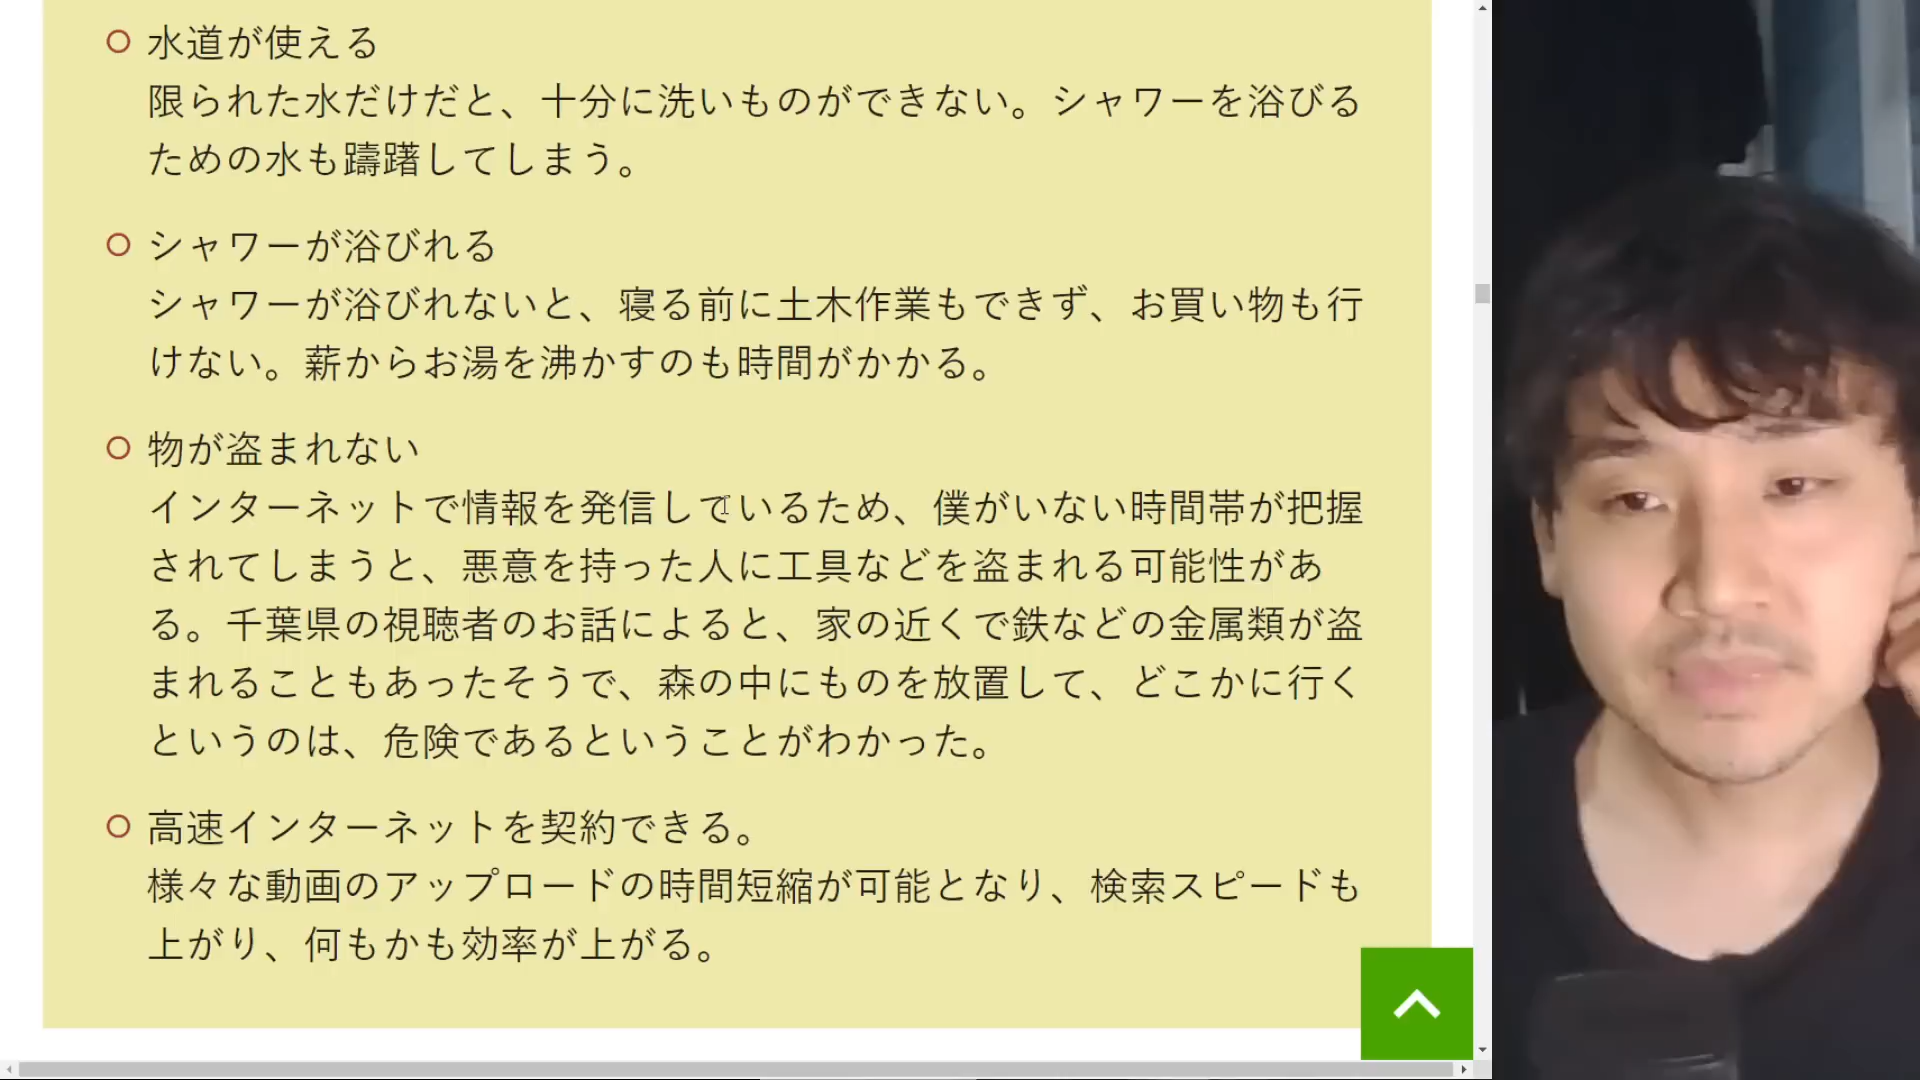 水道が使える
限られた水だけだと、十分に洗いものができない。シャワーを浴びる
ための水も躊躇してしまう。
シャワーが浴びれる
シャワーが浴びれないと、寝る前に土木作業もできず、お買い物も行
けない。薪からお湯を沸かすのも時間がかかる。
物が盗まれない
インターネットで情報を発信しているため、僕がいない時間帯が把握
されてしまうと、悪意を持った人に工具などを盗まれる可能性があ
る。千葉県の視聴者のお話によると、家の近くで鉄などの金属類が盗
まれることもあったそうで、森の中にものを放置して、どこかに行く
というのは、危険であるということがわかった。
高速インターネットを契約できる。
様々な動画のアップロードの時間短縮が可能となり、検索スピードも
上がり、何もかも効率が上がる。